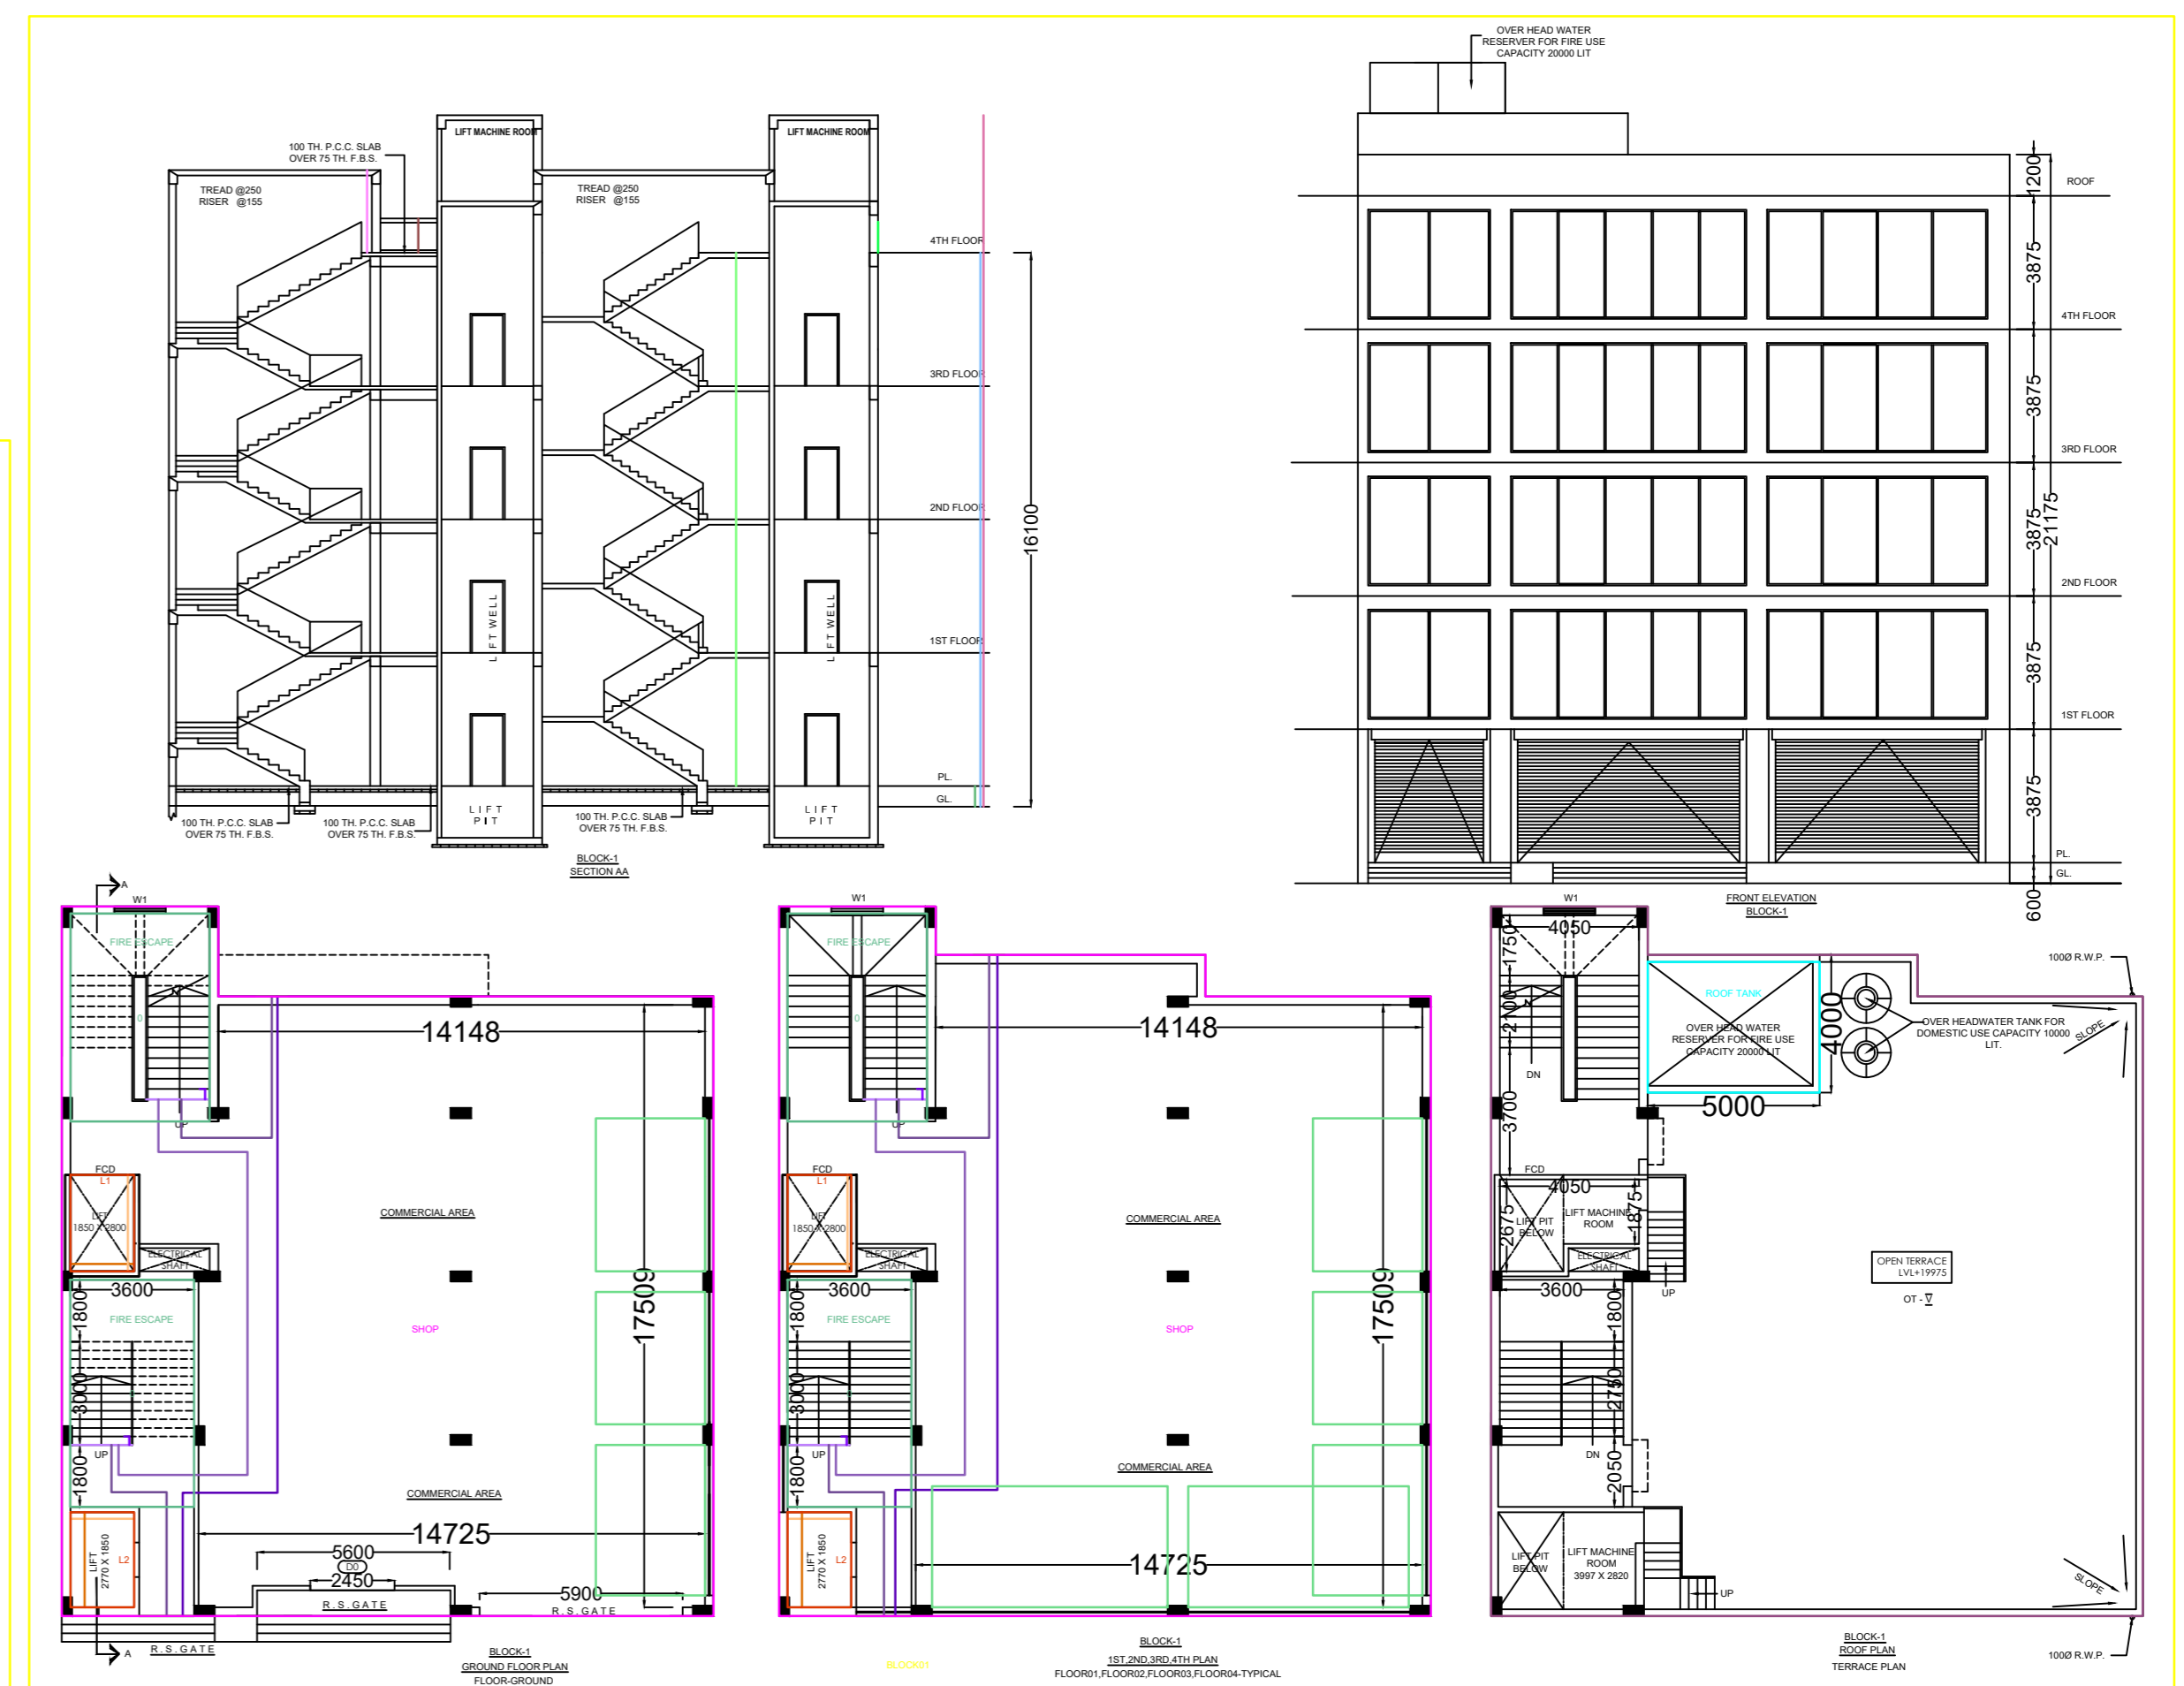 OVER HEAD WATER
RESERVER FOR FIRE USE
CAPACITY 20000 LIT
LIFT MACHINE ROOM
LIFT MACHINE ROOM
100 TH. P.C.C. SLAB
OVER 75 TH. F.B.S.
TREAD @250
RISER @155
TREAD @250
RISER @155
4TH FLOOR
3RD FLOOR
2ND FLOOR
1ST FLOOR
PL.
GL.
16100
LIFT WELL
LIFT WELL
LIFT
PIT
LIFT
PIT
100 TH. P.C.C. SLAB
OVER 75 TH. F.B.S.
100 TH. P.C.C. SLAB
OVER 75 TH. F.B.S.
100 TH. P.C.C. SLAB
OVER 75 TH. F.B.S.
BLOCK-1
SECTION AA
1200
ROOF
3875
4TH FLOOR
3875
3RD FLOOR
3875
21175
2ND FLOOR
3875
1ST FLOOR
3875
PL.
GL.
600
FRONT ELEVATION
BLOCK-1
A
W1
FIRE ESCAPE
0
14148
UP
FCD
L1
LIFT
1850 X 2800
ELECTRICAL
SHAFT
COMMERCIAL AREA
3600
1800
FIRE ESCAPE
SHOP
17509
3000
UP
1800
COMMERCIAL AREA
14725
LIFT
2770 X 1850
L2
5600
D0
2450
R.S.GATE
5900
R.S.GATE
A
R.S.GATE
BLOCK-1
GROUND FLOOR PLAN
FLOOR-GROUND
W1
FIRE ESCAPE
0
14148
UP
FCD
L1
LIFT
1850 X 2800
ELECTRICAL
SHAFT
COMMERCIAL AREA
3600
1800
FIRE ESCAPE
SHOP
17509
3000
UP
1800
COMMERCIAL AREA
14725
LIFT
2770 X 1850
L2
BLOCK01
BLOCK-1
1ST,2ND,3RD,4TH PLAN
FLOOR01,FLOOR02,FLOOR03,FLOOR04-TYPICAL
W1
4050
1750
2100
DN
3700
ROOF TANK
OVER HEAD WATER
RESERVER FOR FIRE USE
CAPACITY 20000 LIT
4000
5000
OVER HEADWATER TANK FOR
DOMESTIC USE CAPACITY 10000
LIT.
SLOPE
100Ø R.W.P.
FCD
4050
2675
LIFT PIT
BELOW
LIFT MACHINE
ROOM
1875
ELECTRICAL
SHAFT
UP
3600
1800
OPEN TERRACE
LVL+19975
OT -
2750
DN
2050
LIFT PIT
BELOW
LIFT MACHINE
ROOM
3997 X 2820
UP
SLOPE
100Ø R.W.P.
BLOCK-1
ROOF PLAN
TERRACE PLAN